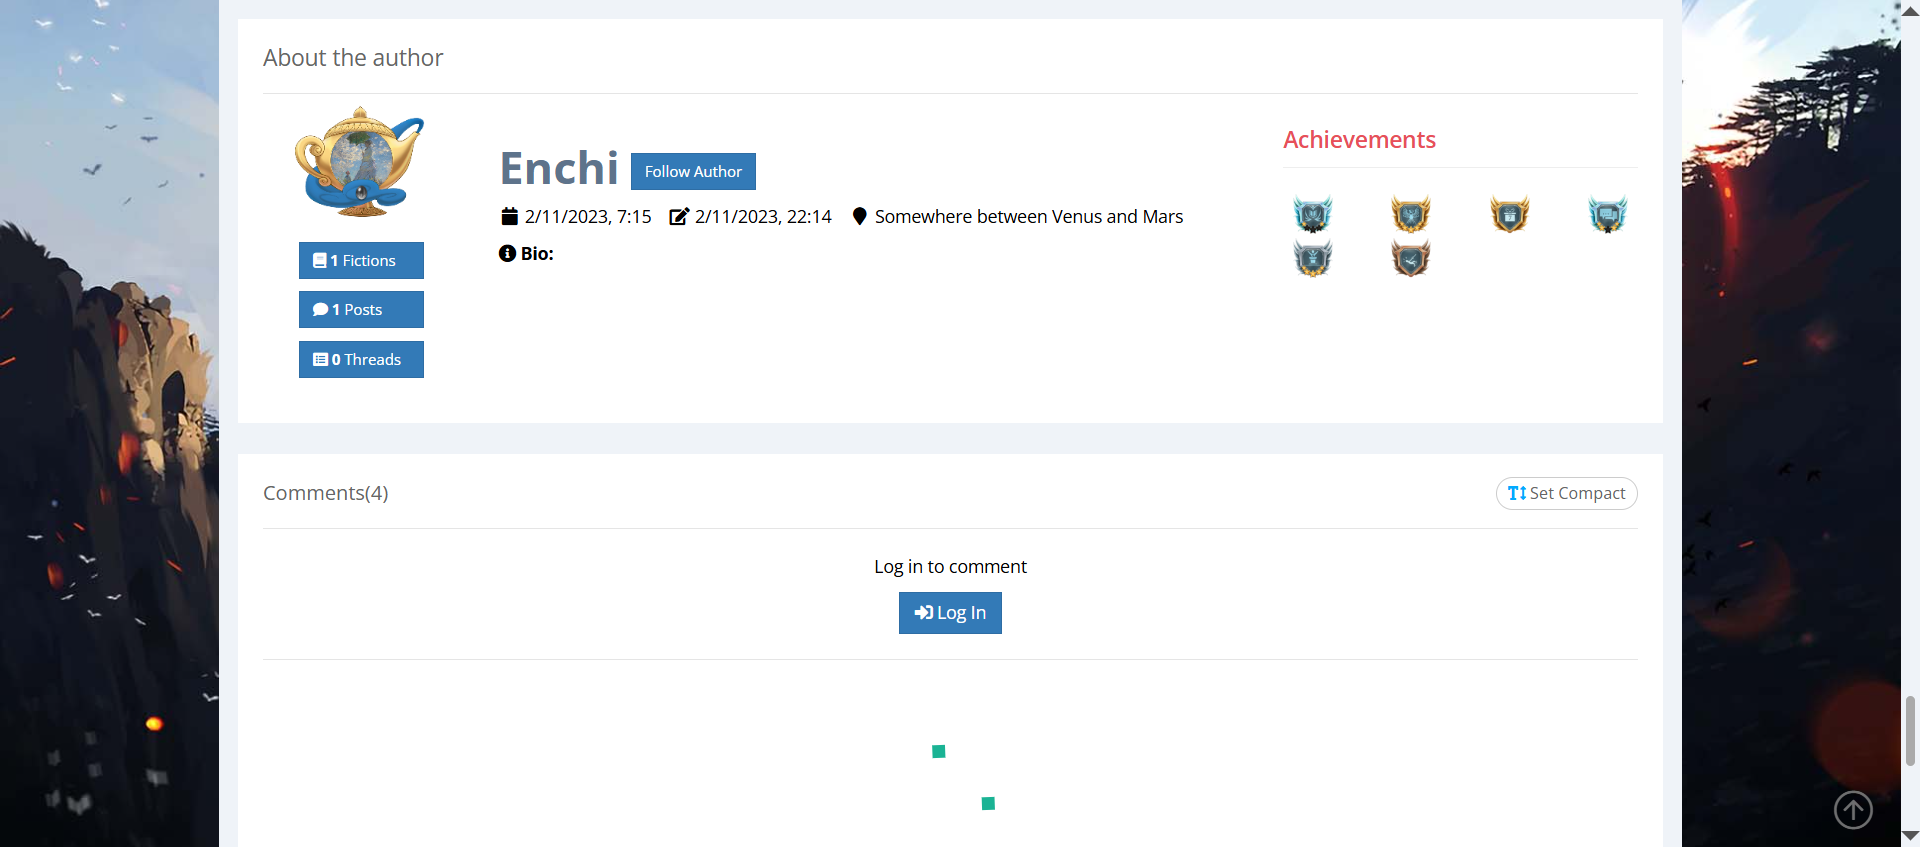 About the author
Enchi
Follow Author
2/11/2023, 7:15 2/11/2023, 22:14 Somewhere between Venus and Mars
Bio:
1 Fictions
1 Posts
0 Threads
Achievements
Comments(4)
Set Compact
Log in to comment
Log In